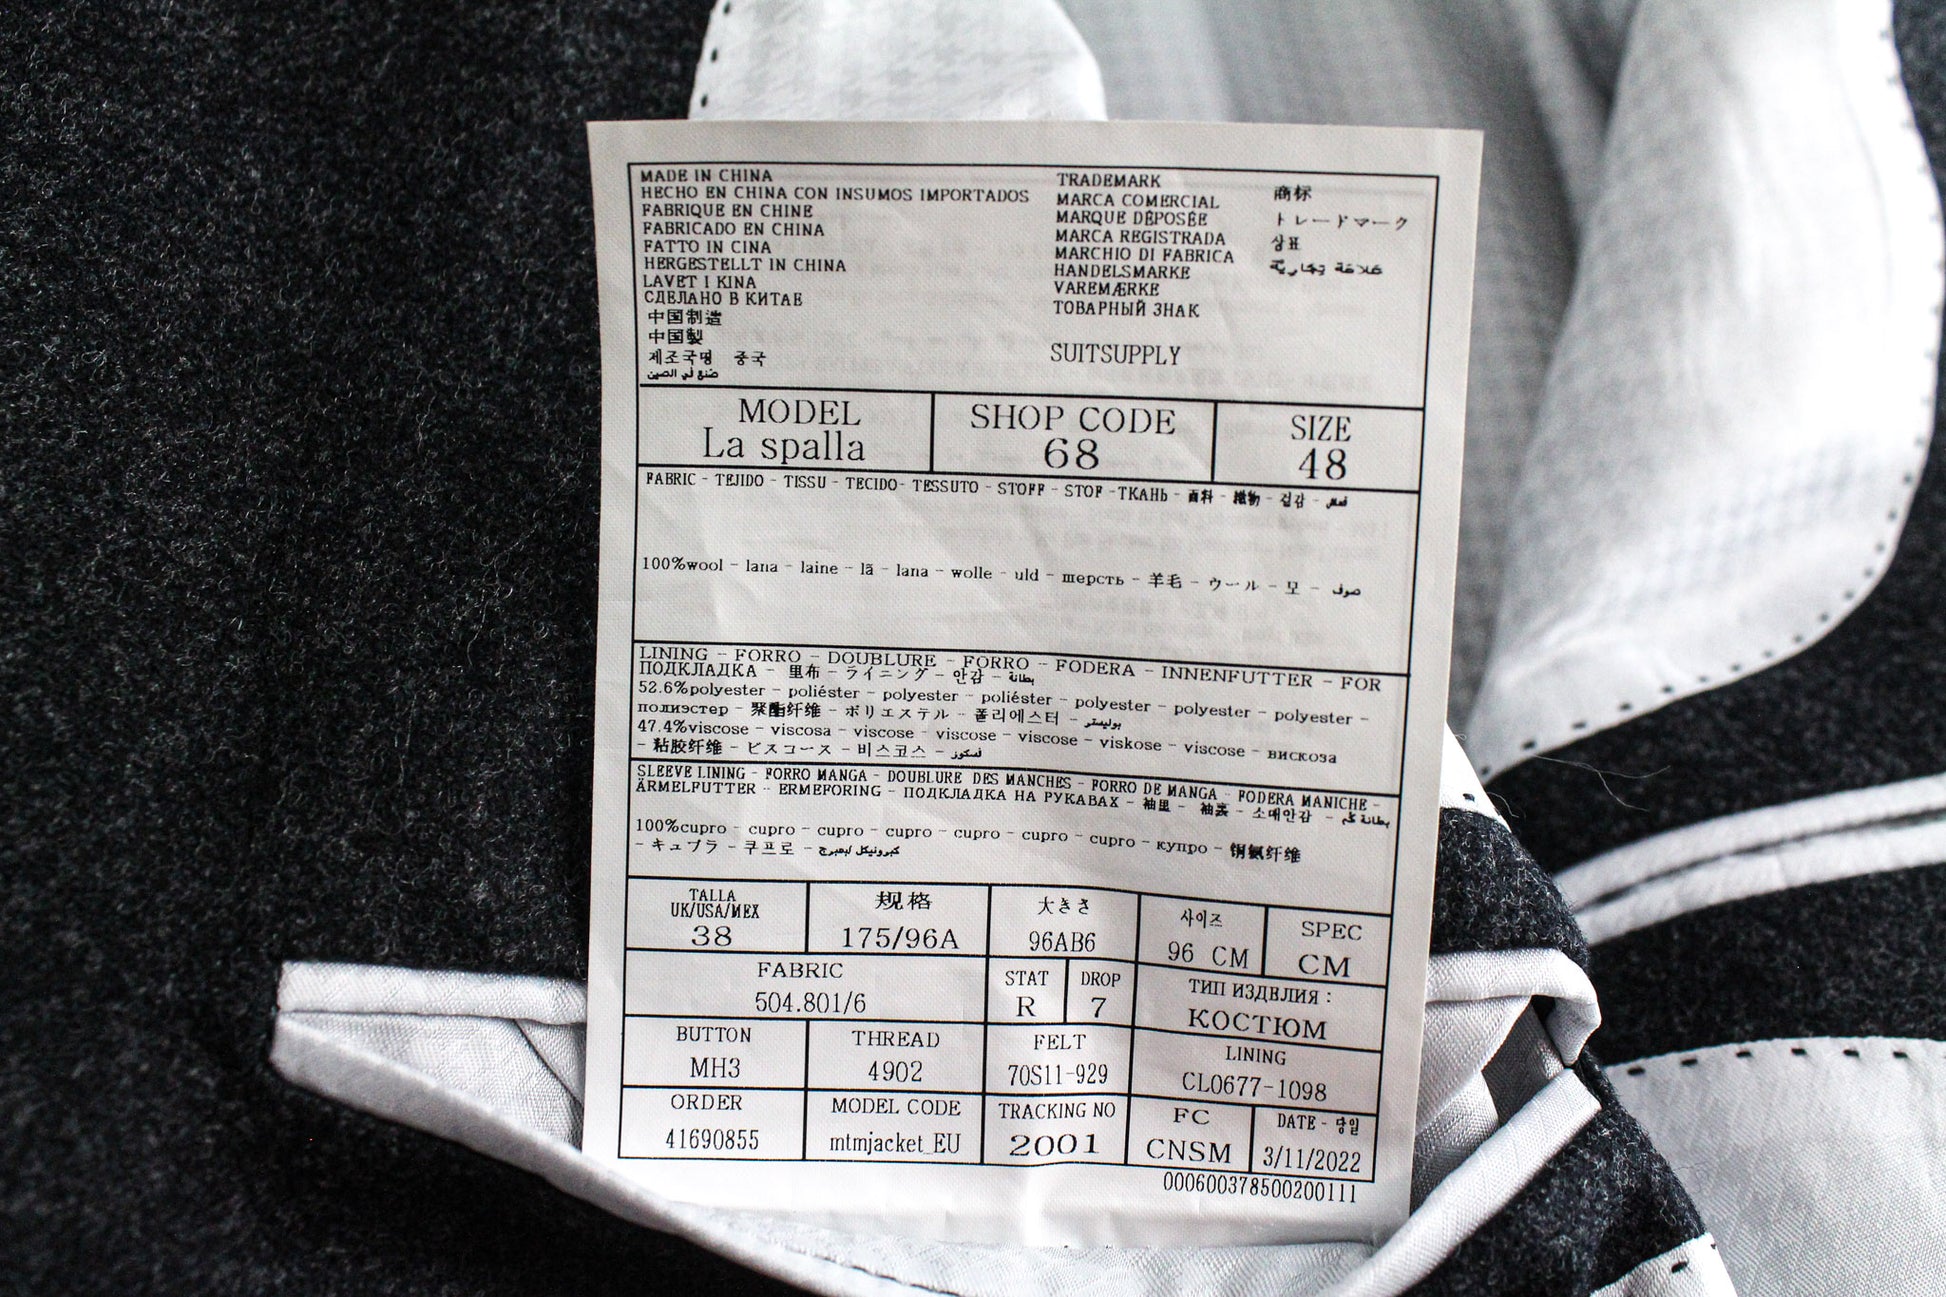 MADE IN CHINA
HECHO EN CHINA CON INSUMOS IMPORTADOS
FABRIQUE EN CHINE
FABRICADO EN CHINA
FATTO IN CINA
HERGESTELLT IN CHINA
LAVET I KINA
СДЕЛАНО В КИТАЕ
中国制造
中国製
제조국명 중국
صنع في الصين
TRADEMARK
MARCA COMERCIAL
MARQUE DÊPOSÊE
MARCA REGISTRADA
MARCHIO DI FABRICA
HANDELSMARKE
VAREMÆRKE
ТОВАРНЫЙ ЗНАК
商标
トレードマーク
상표
علامة تجارية
SUITSUPPLY
MODEL
La spalla
SHOP CODE
68
SIZE
48
FABRIC - TEJIDO - TISSU - TECIDO- TESSUTO - STOFF - STOF -ТКАНЬ - 面料 - 織物 - 겉감 -
100%wool - lana - laine - lã - lana - wolle - uld - шерсть - 羊毛 - ウール - 모 - صوف
LINING - FORRO - DOUBLURE - FORRO - FODERA - INNENFUTTER - FOR
ПОДКЛАДКА - 里布 - ライニング - 안감 - بطانة
52.6%polyester - poliéster - polyester - poliéster - polyester - polyester - polyester -
полиэстер - 聚酯纤维 - ポリエステル - 폴리에스터 - بوليستر
47.4%viscose - viscosa - viscose - viscose - viscose - viskose - viscose - вискоза
- 粘胶纤维 - ビスコース - 비스코스 - فسكوز
SLEEVE LINING - FORRO MANGA - DOUBLURE DES MANCHES - FORRO DE MANGA - FODERA MANICHE -
ÄRMELFUTTER - ERMEFORING - ПОДКЛАДКА НА РУКАВАХ - 袖里 - 袖裏 - 소매안감 - بطانة كم
100%cupro - cupro - cupro - cupro - cupro - cupro - cupro - купро - 铜氨纤维
- キュプラ - 쿠프로 -
TALLA
UK/USA/MEX
38
规格
175/96A
大きさ
96AB6
사이즈
96 CM
SPEC
CM
FABRIC
504.801/6
STAT
R
DROP
7
ТИП ИЗДЕЛИЯ :
КОСТЮМ
BUTTON
MH3
THREAD
4902
FELT
70S11-929
LINING
CL0677-1098
ORDER
41690855
MODEL CODE
mtmjacket_EU
TRACKING NO
2001
FC
CNSM
DATE - 당일
3/11/2022
000600378500200111